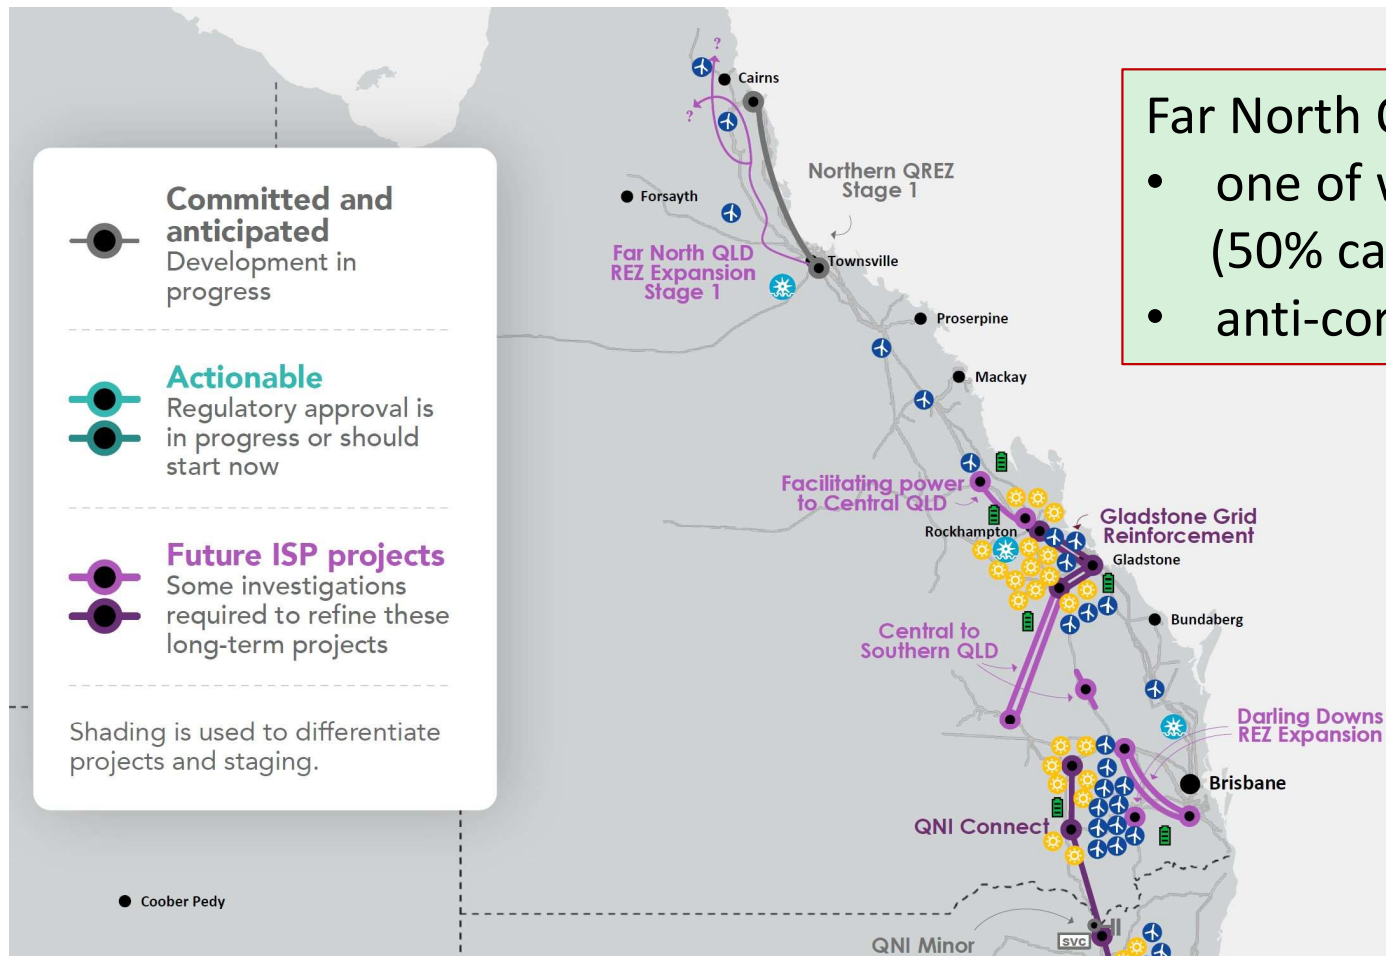 Committed and
anticipated
Development in
progress
Actionable
Regulatory approval is
in progress or should
start now
Future ISP projects
Some investigations
required to refine these
long-term projects
Shading is used to differentiate
projects and staging.
?
Cairns
?
Forsayth
Northern QREZ
Stage 1
Far North QLD
REZ Expansion
Stage 1
Townsville
Proserpine
Mackay
Facilitating power
to Central QLD
Rockhampton
Gladstone Grid
Reinforcement
Gladstone
Bundaberg
Central to
Southern QLD
Darling Downs
REZ Expansion
Brisbane
QNI Connect
Coober Pedy
QNI Minor
svc
Far North
• one of
(50%
•